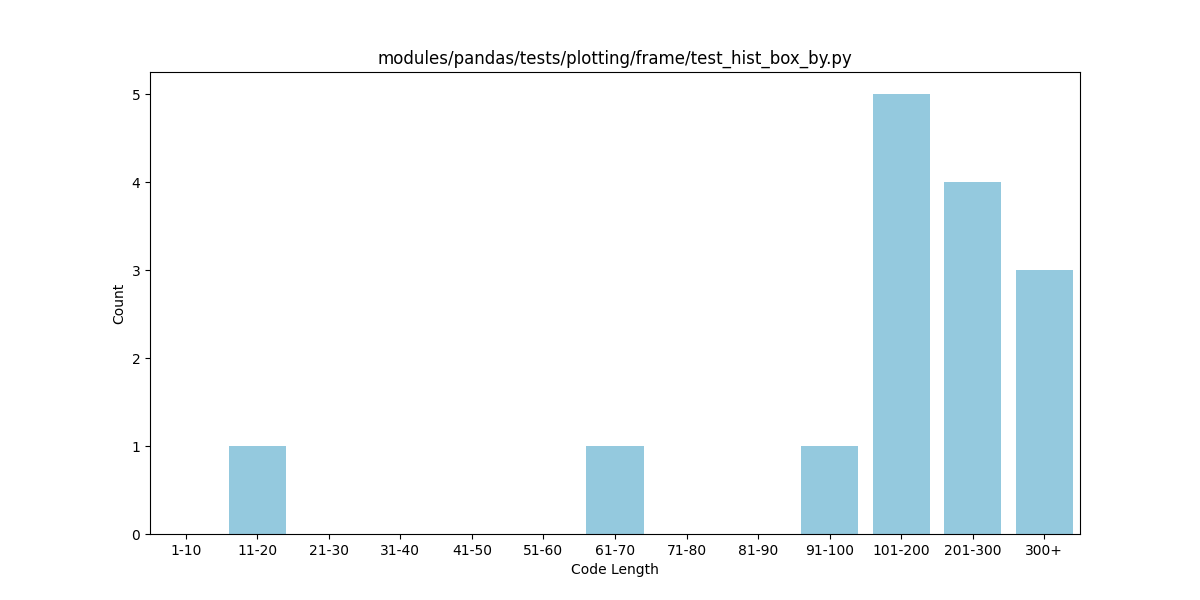 modules/pandas/tests/plotting/frame/test_hist_box_by.py
5
4
3
2
1
0
Count
1-10 11-20 21-30 31-40 41-50 51-60 61-70 71-80 81-90 91-100 101-200 201-300 300+
Code Length